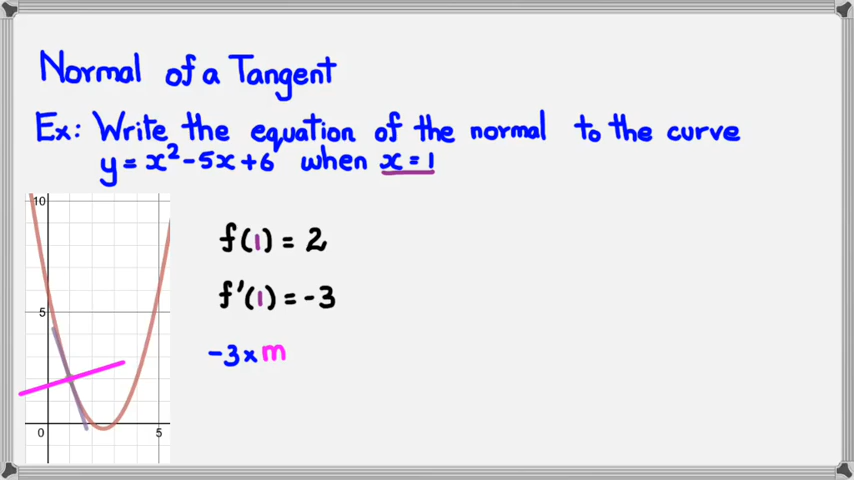 Normal of a Tangent
Ex: Write the equation of the normal to the curve
y = x² - 5x + 6 when x = 1
10
f(1) = 2
f'(1) = -3
5
-3 × m
0
5